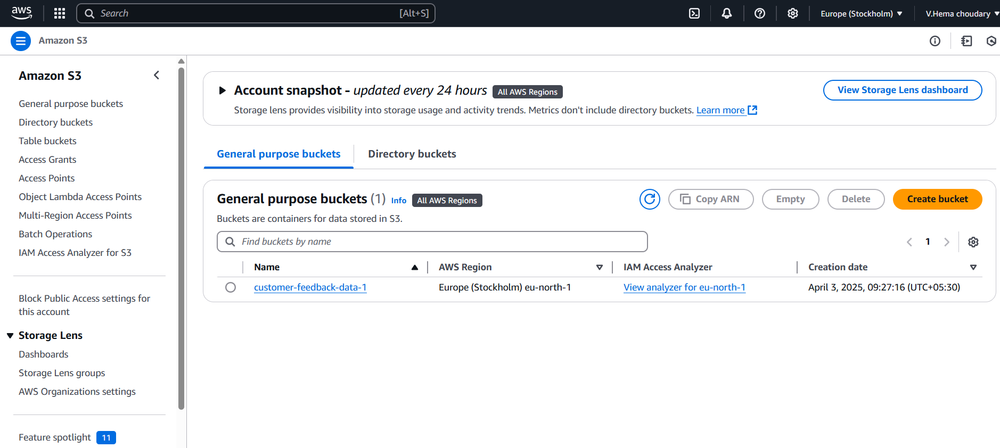 aws
Search [Alt+S]
Europe (Stockholm)
V.Hema choudary
Amazon S3
Amazon S3
General purpose buckets
Directory buckets
Table buckets
Access Grants
Access Points
Object Lambda Access Points
Multi-Region Access Points
Batch Operations
IAM Access Analyzer for S3
Block Public Access settings for
this account
Storage Lens
Dashboards
Storage Lens groups
AWS Organizations settings
Feature spotlight 11
Account snapshot - updated every 24 hours All AWS Regions
View Storage Lens dashboard
Storage lens provides visibility into storage usage and activity trends. Metrics don't include directory buckets. Learn more
General purpose buckets Directory buckets
General purpose buckets (1) Info All AWS Regions
Copy ARN Empty Delete Create bucket
Buckets are containers for data stored in S3.
Find buckets by name
1
Name AWS Region IAM Access Analyzer Creation date
customer-feedback-data-1 Europe (Stockholm) eu-north-1 View analyzer for eu-north-1 April 3, 2025, 09:27:16 (UTC+05:30)